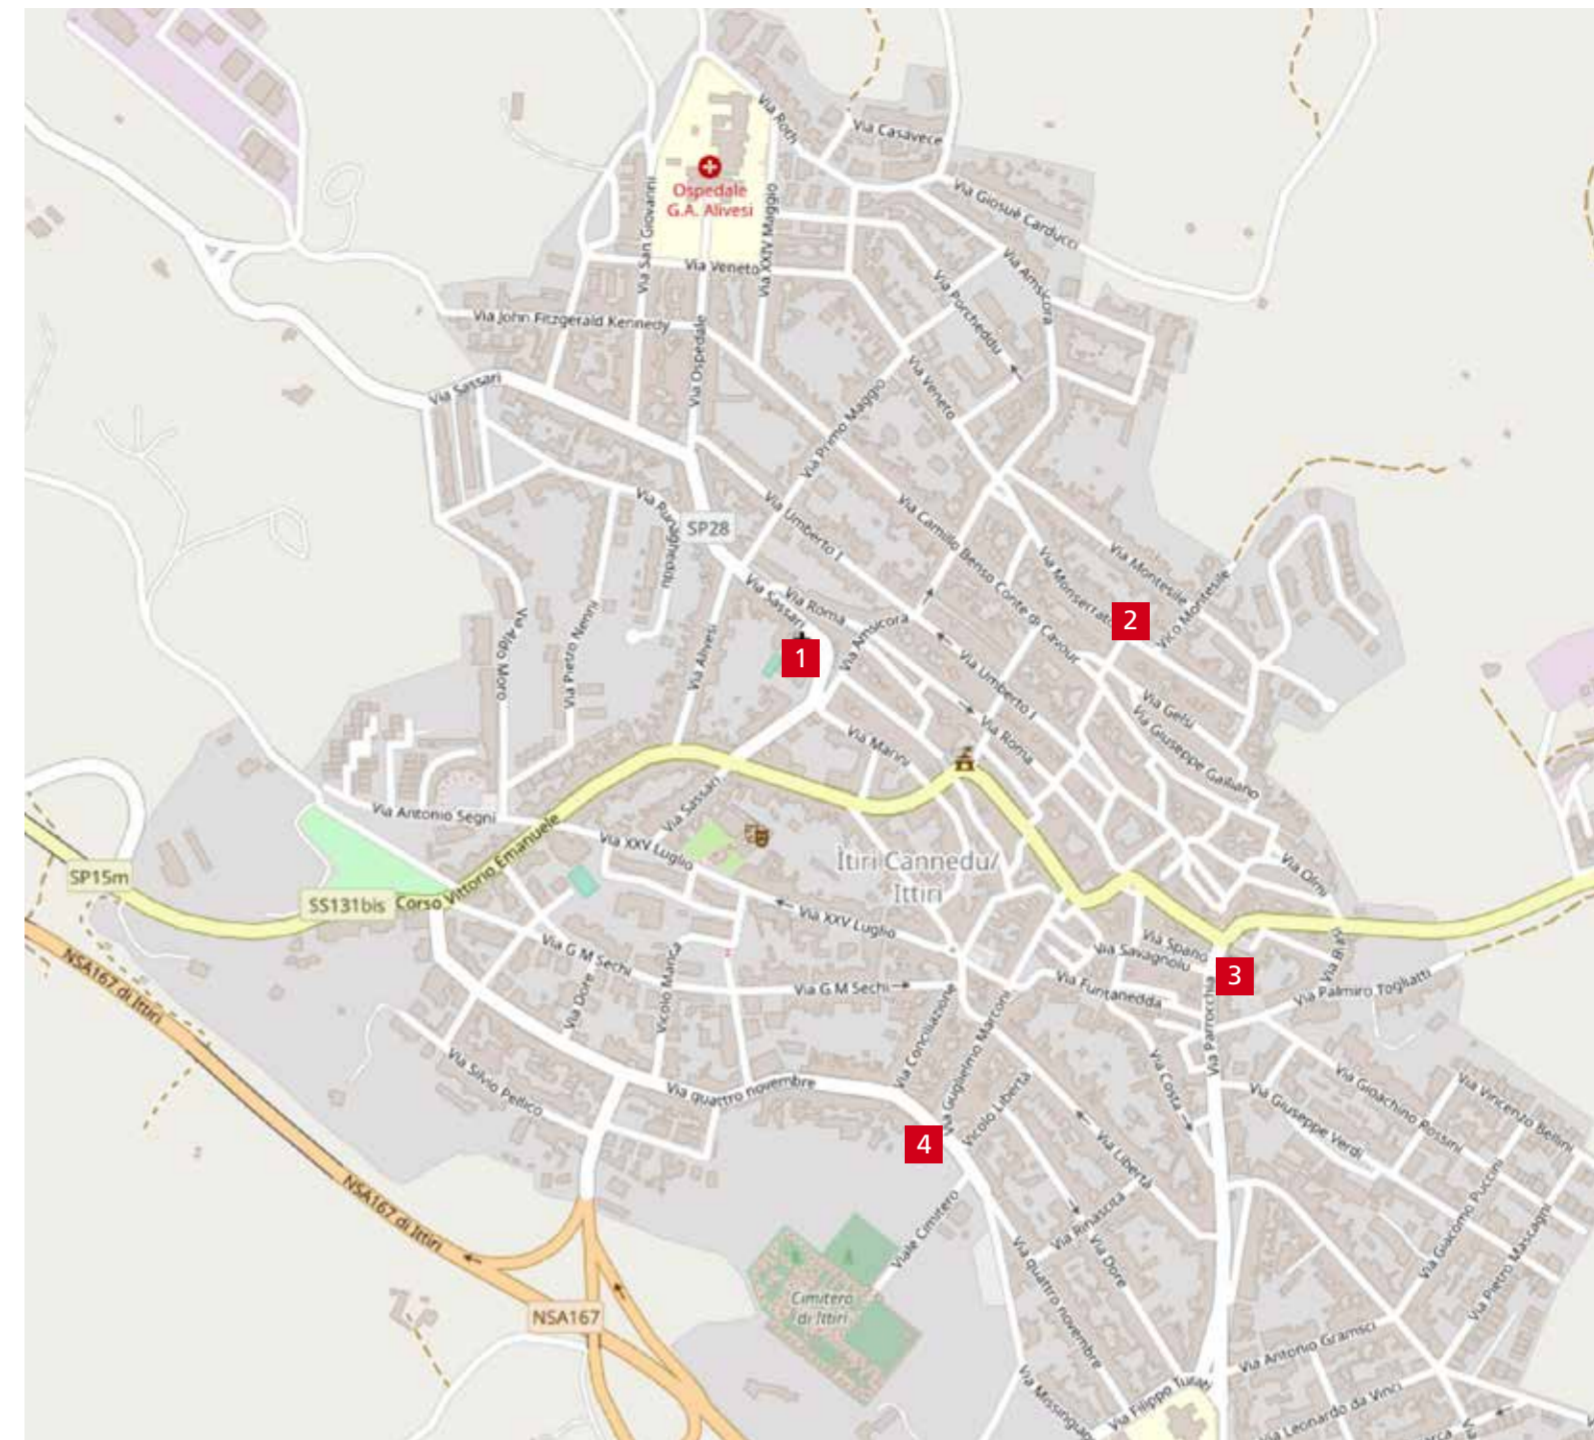 Via Roth
Via Casavece
Ospedale
G.A. Alivesi
Via San Giovanni
Via XXIV Maggio
Via Giosuè Carducci
Via Veneto
Via Amsicora
Via Porcheddu
Via John Fitzgerald Kennedy
Via Ospedale
Via Sassari
Via Veneto
Via Primo Maggio
Via Runagheddu
SP28
Via Umberto I
Via Camillo Benso Conte di Cavour
Via Monserrato
Via Montesile
Vico Montesile
Via Sassari
Via Roma
Via Amsicora
Via Aldo Moro
Via Pietro Nenni
Via Alivesi
1
2
Via Umberto I
Via Roma
Via Gelsi
Via Giuseppe Galliano
Via Manni
Via Sassari
Via Antonio Segni
Via XXV Luglio
Ìtiri Cannedu/
Ittiri
Via Olmi
SP15m
SS131bis
Corso Vittorio Emanuele
Via XXV Luglio
Via G M Sechi
Via Dore
Vicolo Manca
Via G M Sechi
Via Spano
Via Savagnolu
3
Via Funtanedda
Via Palmiro Togliatti
NSA167 di Ittiri
Via Conciliazione
Via Guglielmo Marconi
Via Parrocchia
Via Silvio Pellico
Via quattro novembre
Vicolo Libertà
Via Costa
Via Gioachino Rossini
Via Vincenzo Bellini
Via Giuseppe Verdi
4
Via Libertà
NSA167 di Ittiri
Viale Cimitero
Via Rinascita
Via Dore
Via Giacomo Puccini
Via Pietro Mascagni
Cimitero
di Ittiri
NSA167
Via quattro novembre
Via Antonio Gramsci
Via Filippo Turati
Via Leonardo da Vinci